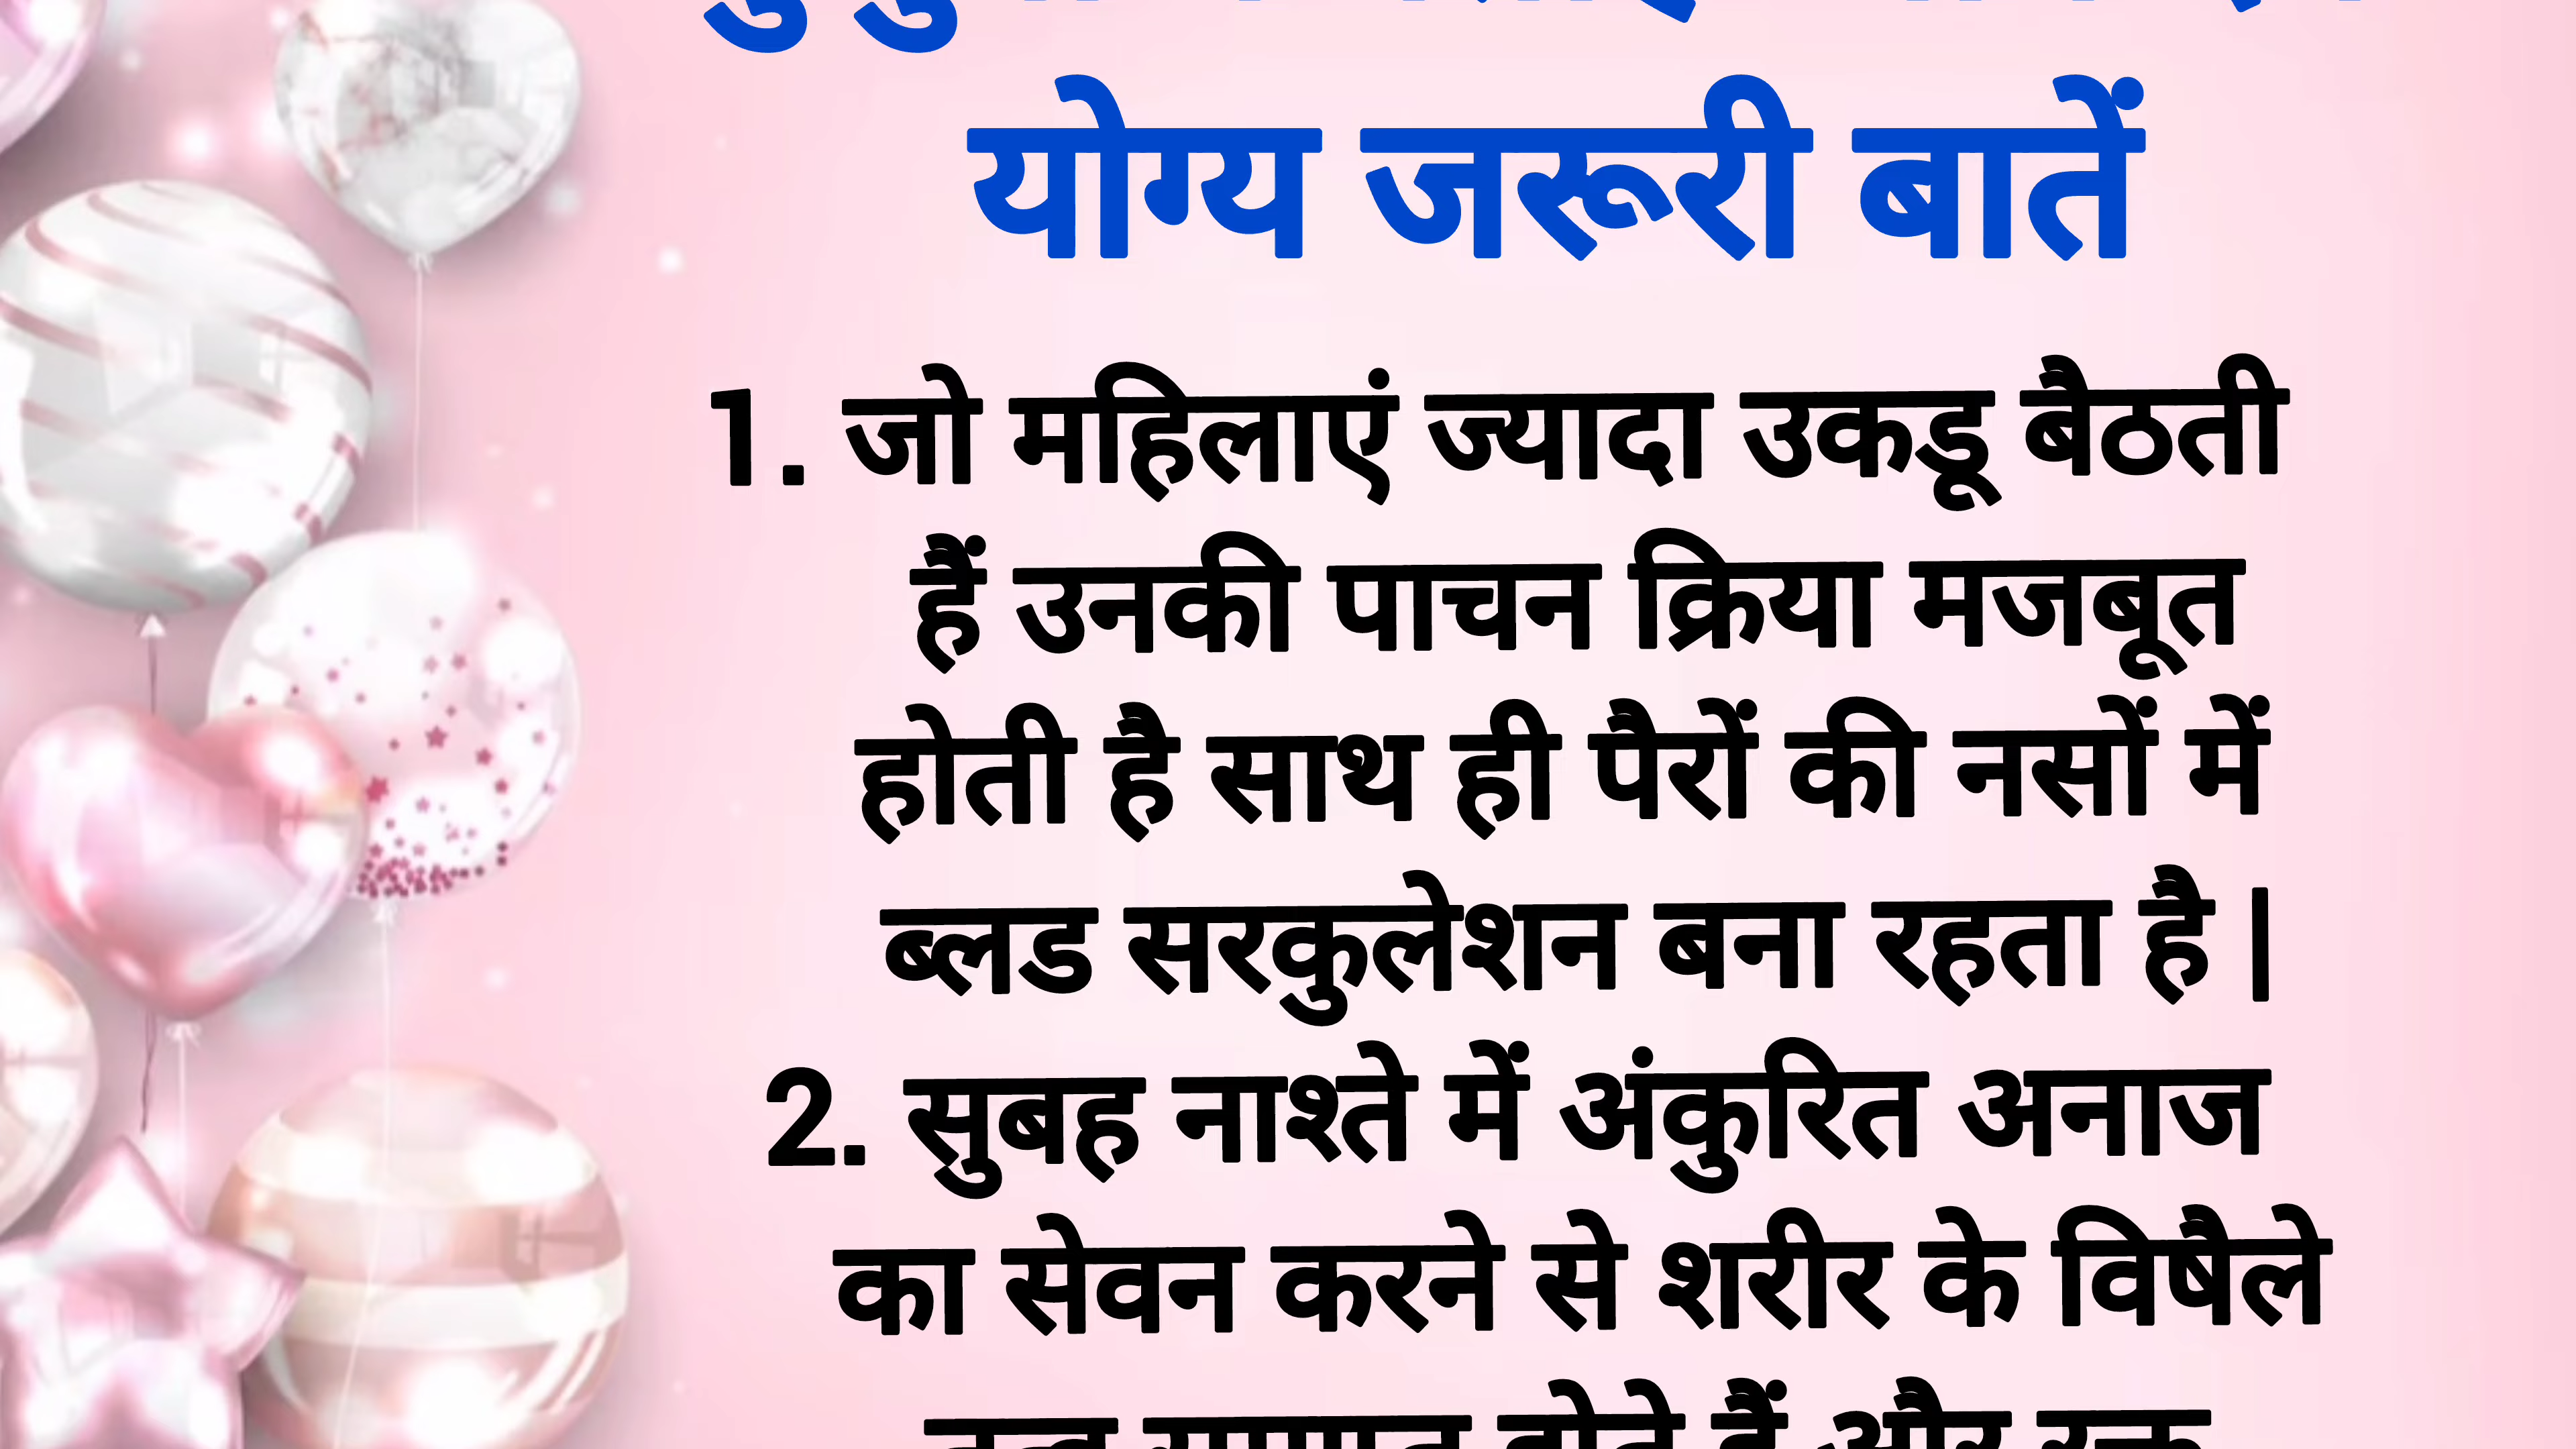 योग्य जरूरी बातें
1. जो महिलाएं ज्यादा उकडू बैठती
हैं उनकी पाचन क्रिया मजबूत
होती है साथ ही पैरों की नसों में
ब्लड सरकुलेशन बना रहता है |
2. सुबह नाश्ते में अंकुरित अनाज
का सेवन करने से शरीर के विषैले
होते हैं और